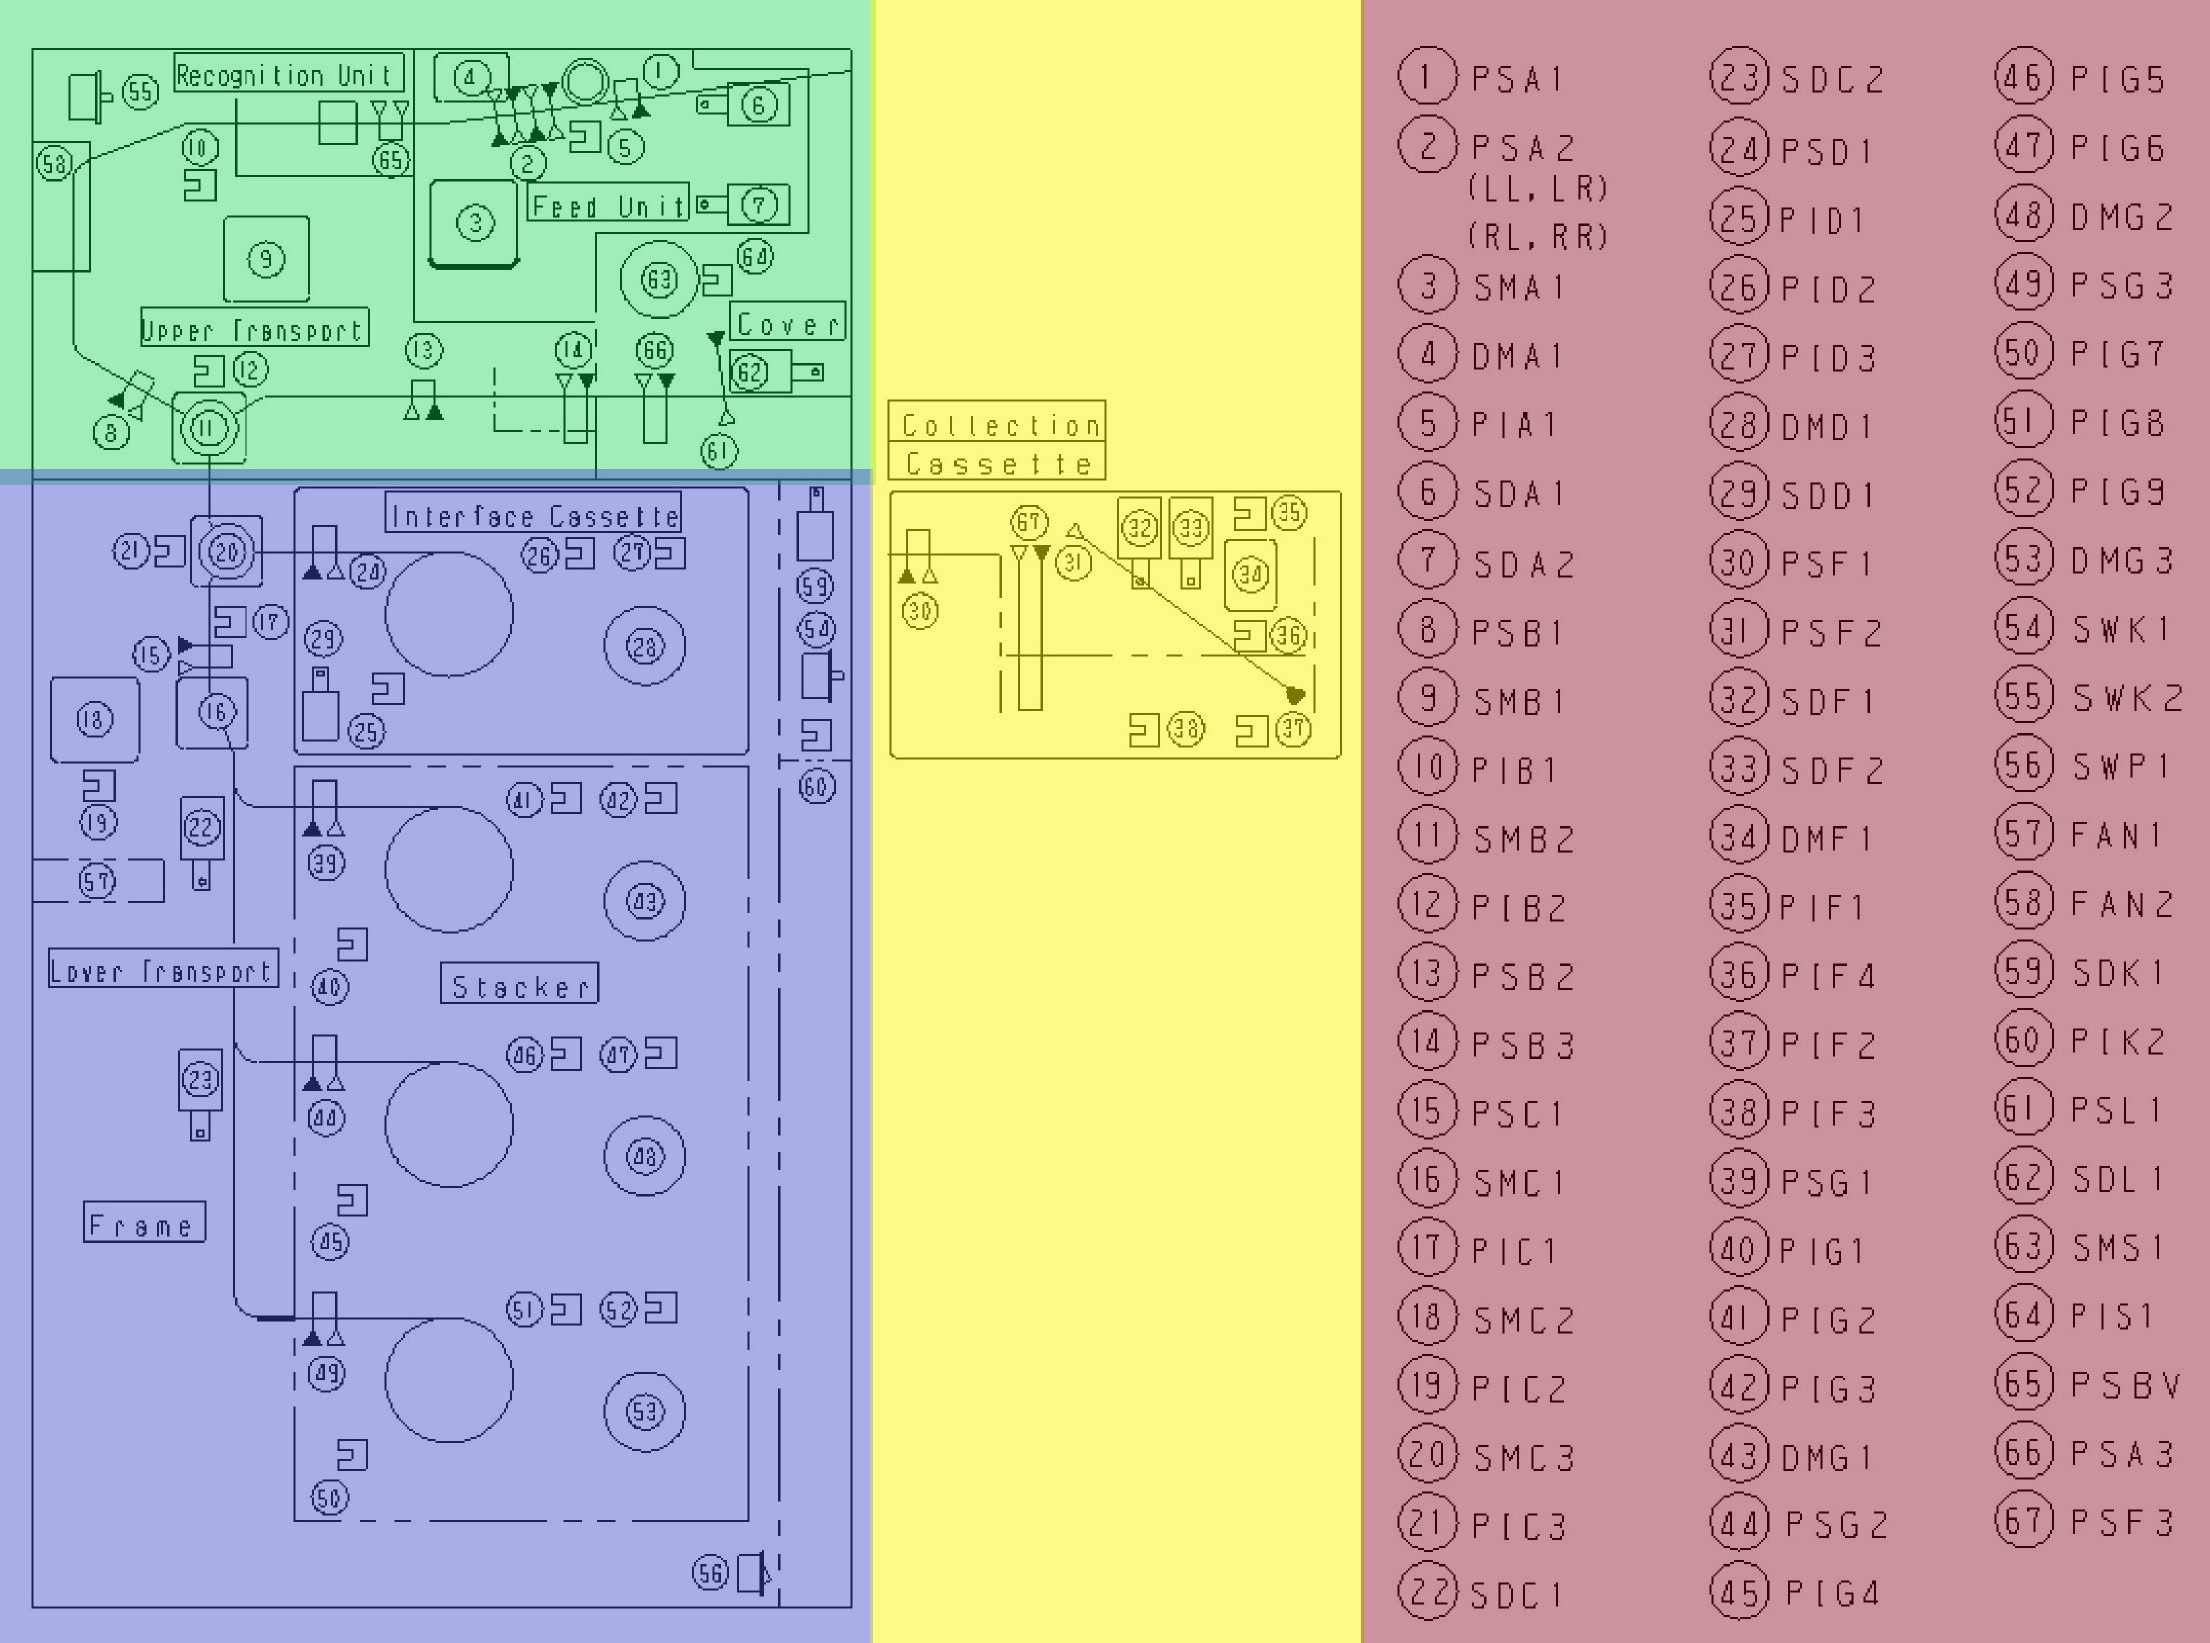 Recognition Unit
4
1
55
6
10
65
2
5
58
Feed Unit
7
3
9
64
63
Upper Transport
Cover
13
14
66
12
62
8
11
61
Interface Cassette
21
20
24
26
27
59
17
29
54
15
28
18
16
25
60
41
42
19
22
39
57
43
Lover Transport
40
Stacker
46
47
23
44
48
Frame
45
51
52
49
53
50
56
Collection
Cassette
67
32
33
35
31
34
30
36
38
37
1 PSA1
2 PSA2
(LL, LR)
(RL, RR)
3 SMA1
4 DMA1
5 PIA1
6 SDA1
7 SDA2
8 PSB1
9 SMB1
10 PIB1
11 SMB2
12 PIB2
13 PSB2
14 PSB3
15 PSC1
16 SMC1
17 PIC1
18 SMC2
19 PIC2
20 SMC3
21 PIC3
22 SDC1
23 SDC2
24 PSD1
25 PID1
26 PID2
27 PID3
28 DMD1
29 SDD1
30 PSF1
31 PSF2
32 SDF1
33 SDF2
34 DMF1
35 PIF1
36 PIF4
37 PIF2
38 PIF3
39 PSG1
40 PIG1
41 PIG2
42 PIG3
43 DMG1
44 PSG2
45 PIG4
46 PIG5
47 PIG6
48 DMG2
49 PSG3
50 PIG7
51 PIG8
52 PIG9
53 DMG3
54 SWK1
55 SWK2
56 SWP1
57 FAN1
58 FAN2
59 SDK1
60 PIK2
61 PSL1
62 SDL1
63 SMS1
64 PIS1
65 PSBV
66 PSA3
67 PSF3